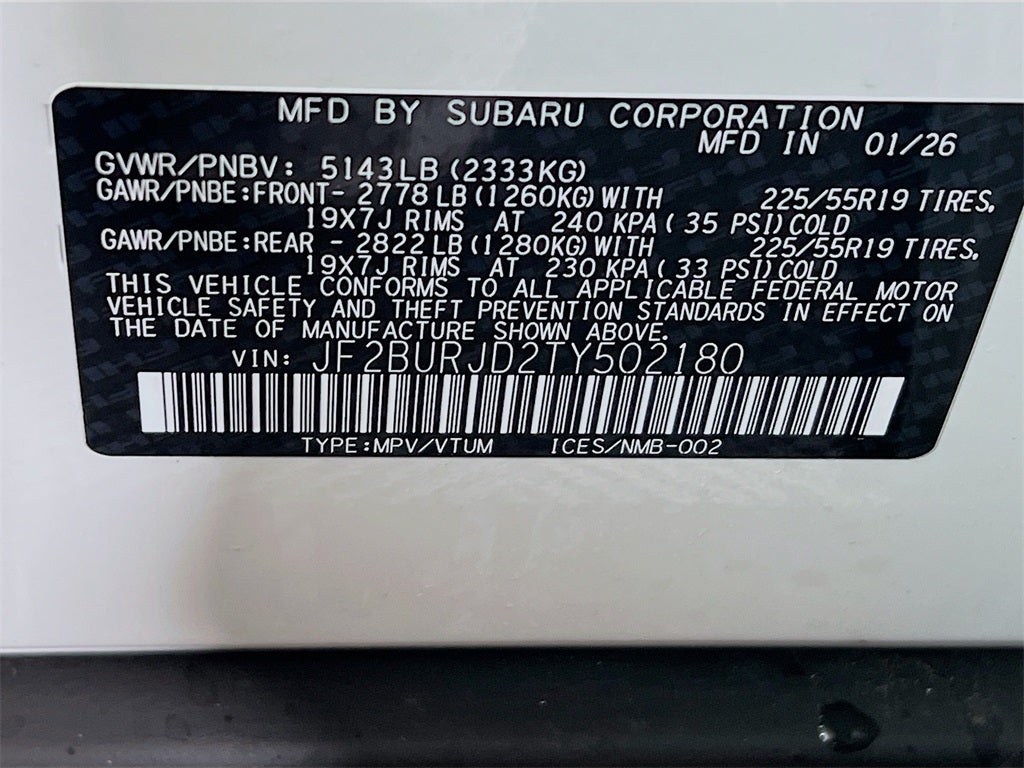 MFD BY SUBARU CORPORATION
MFD IN 01/26
GVWR/PNBV: 5143LB (2333KG)
GAWR/PNBE:FRONT- 2778 LB (1260KG) WITH 225/55R19 TIRES,
19X7J RIMS AT 240 KPA ( 35 PSI) COLD
GAWR/PNBE:REAR - 2822 LB (1280KG) WITH 225/55R19 TIRES,
19X7J RIMS AT 230 KPA ( 33 PSI) COLD
THIS VEHICLE CONFORMS TO ALL APPLICABLE FEDERAL MOTOR
VEHICLE SAFETY AND THEFT PREVENTION STANDARDS IN EFFECT ON
THE DATE OF MANUFACTURE SHOWN ABOVE.
VIN: JF2BURJD2TY502180
TYPE:MPV/VTUM ICES/NMB-002